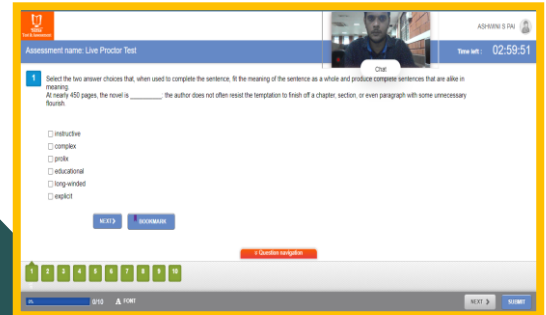 ASHWINI S PAI
Assessment name: Live Proctor Test
Time left : 02:59:51
Chat
1
Select the two answer choices that, when used to complete the sentence, fit the meaning of the sentence as a whole and produce complete sentences that are alike in
meaning.
At nearly 450 pages, the novel is __________: the author does not often resist the temptation to finish off a chapter, section, or even paragraph with some unnecessary
flourish.
instructive
complex
prolix
educational
long-winded
explicit
NEXT
BOOKMARK
Question navigation
1 2 3 4 5 6 7 8 9 10
0% 0/10 A FONT NEXT SUBMIT